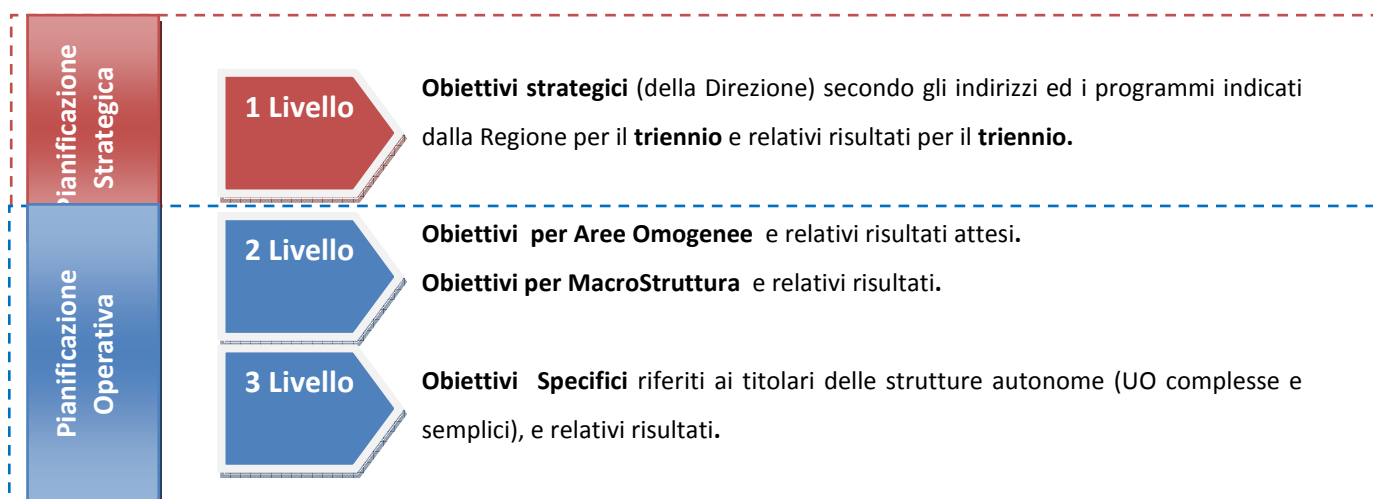 Pianificazione
Strategica
1 Livello
Obiettivi strategici (della Direzione) secondo gli indirizzi ed i programmi indicati
dalla Regione per il triennio e relativi risultati per il triennio.
Pianificazione
Operativa
2 Livello
Obiettivi per Aree Omogenee e relativi risultati attesi.
Obiettivi per MacroStruttura e relativi risultati.
3 Livello
Obiettivi Specifici riferiti ai titolari delle strutture autonome (UO complesse e
semplici), e relativi risultati.